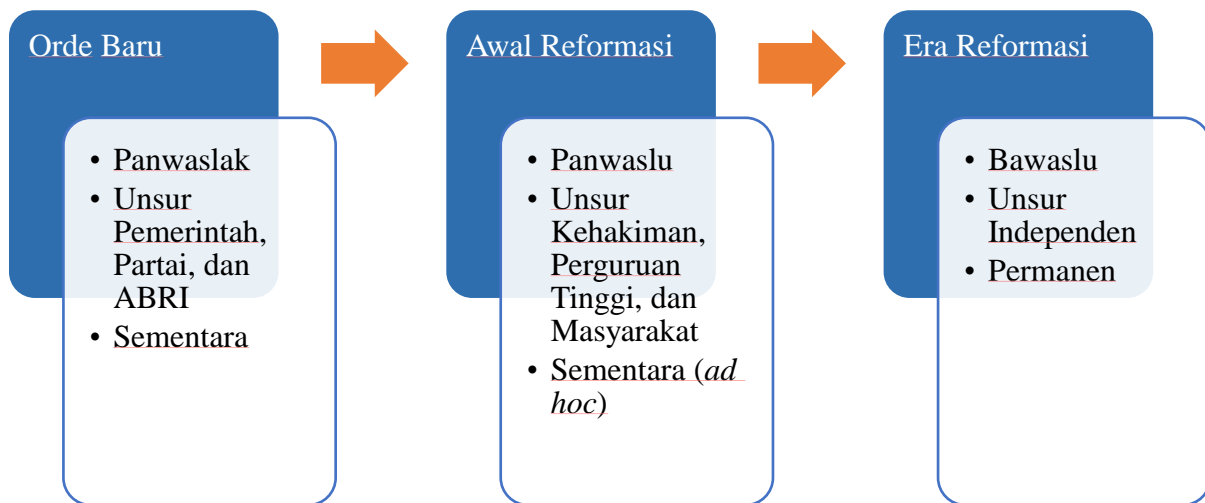 Orde Baru
• Panwaslak
• Unsur
Pemerintah,
Partai, dan
ABRI
• Sementara
Awal Reformasi
• Panwaslu
• Unsur
Kehakiman,
Perguruan
Tinggi, dan
Masyarakat
• Sementara (ad
hoc)
Era Reformasi
• Bawaslu
• Unsur
Independen
• Permanen